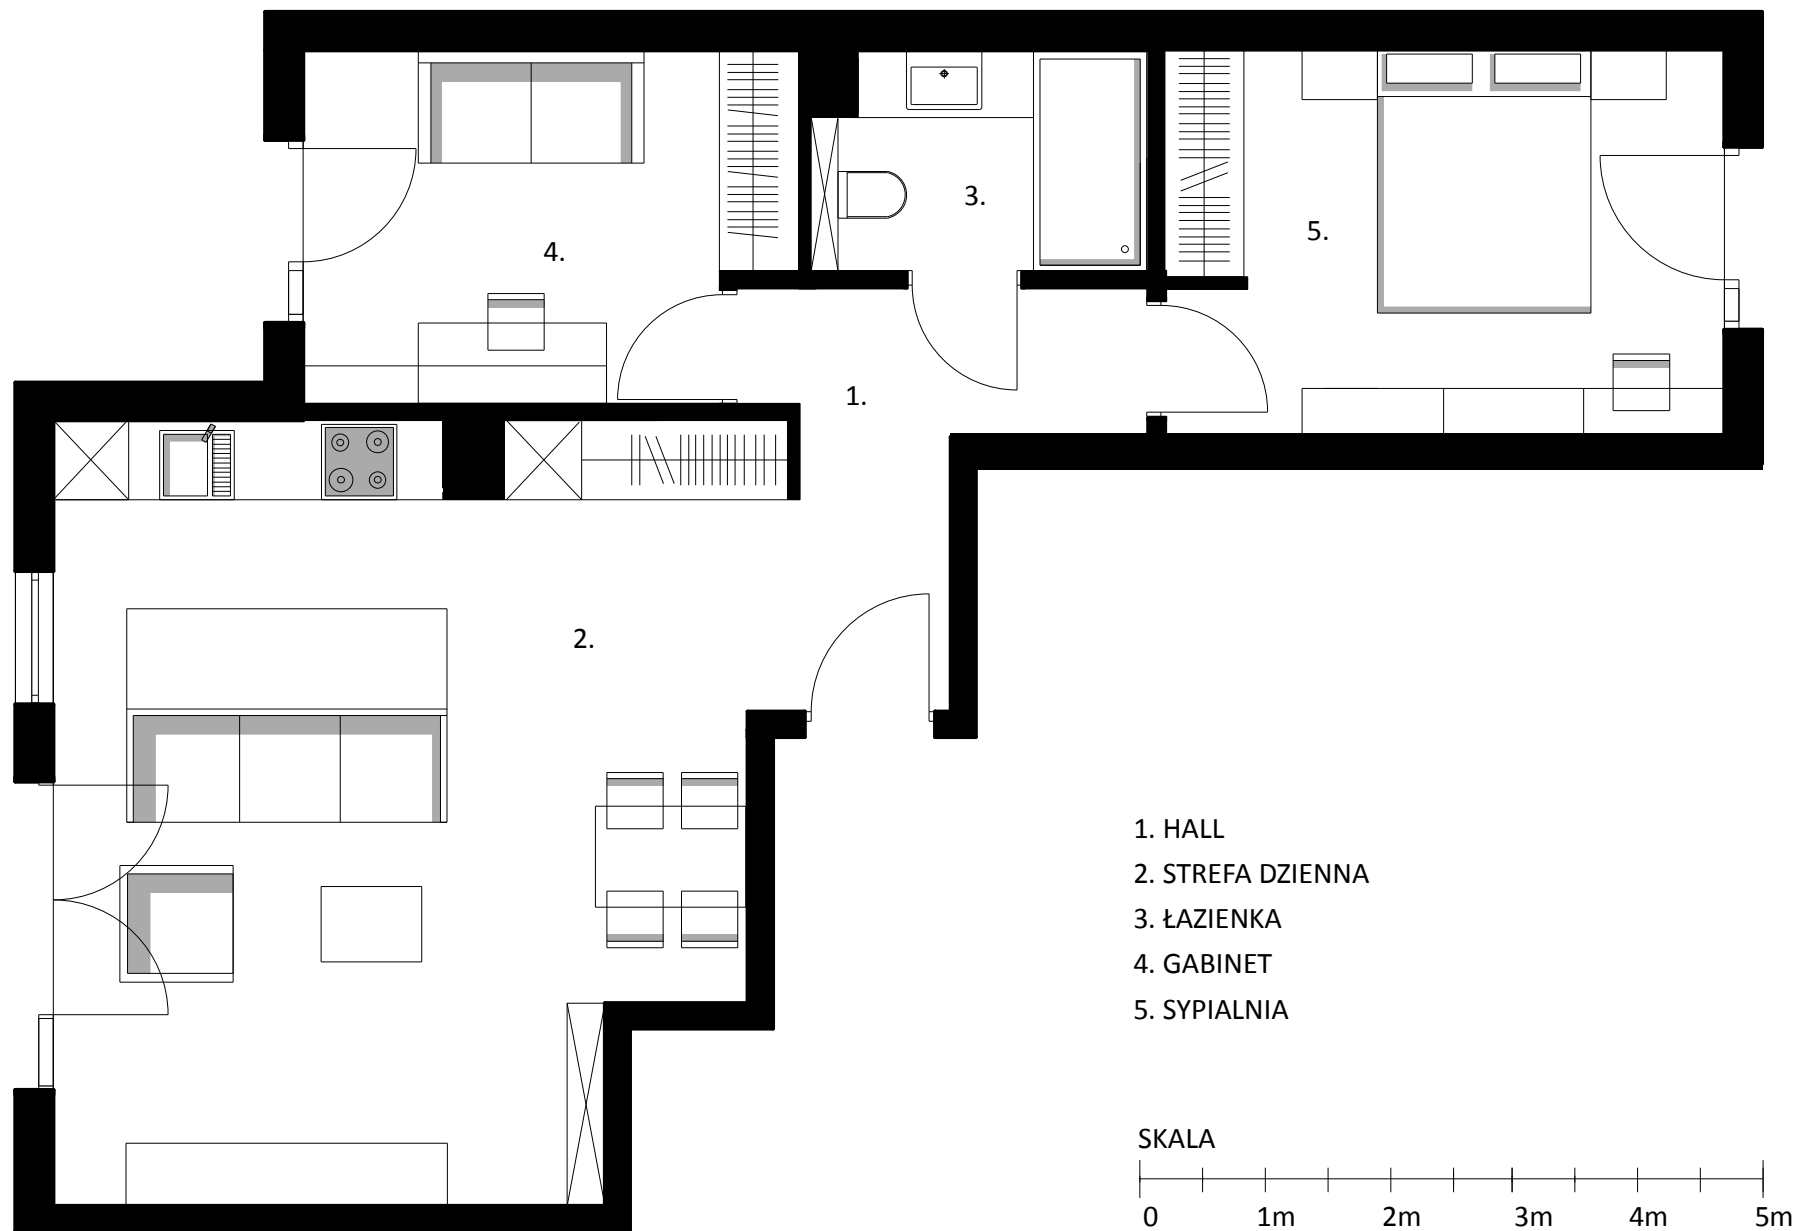 4.
3.
5.
1.
2.
1. HALL
2. STREFA DZIENNA
3. ŁAZIENKA
4. GABINET
5. SYPIALNIA
SKALA
0 1m 2m 3m 4m 5m